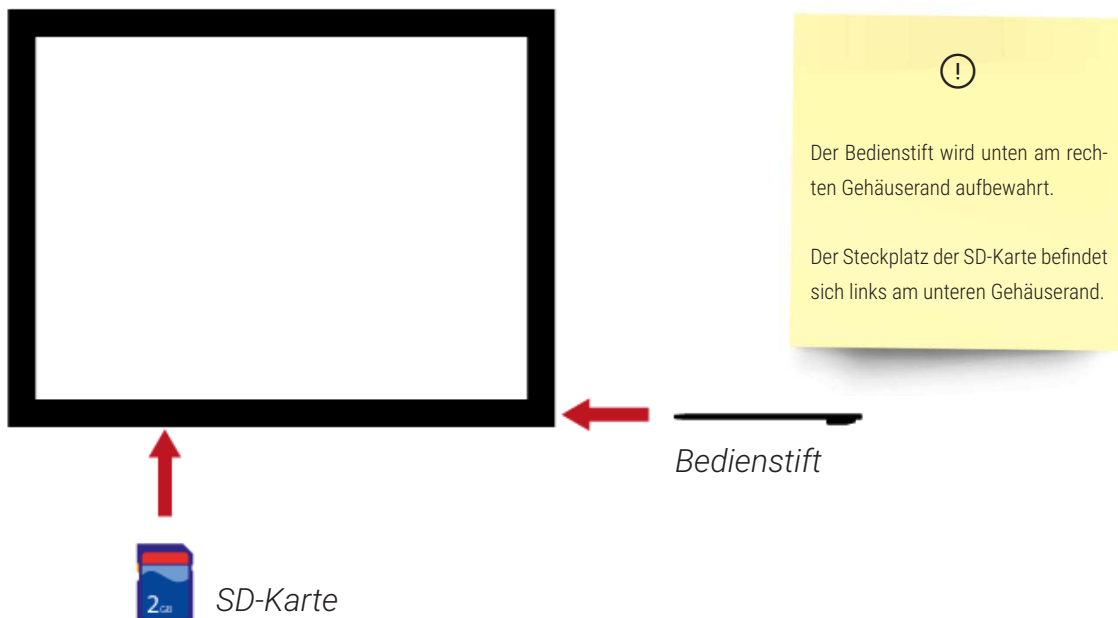 !
Der Bedienstift wird unten am rech-
ten Gehäuserand aufbewahrt.
Der Steckplatz der SD-Karte befindet
sich links am unteren Gehäuserand.
Bedienstift
2GB
SD-Karte